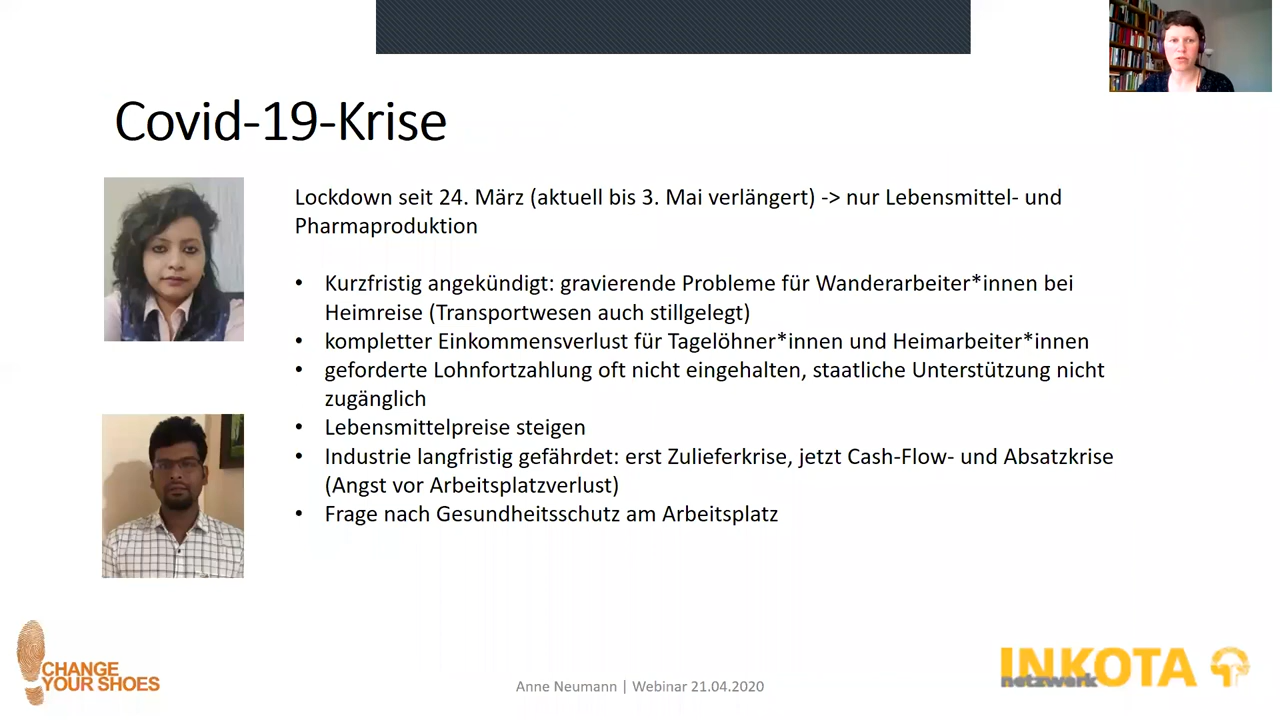 Covid-19-Krise
Lockdown seit 24. März (aktuell bis 3. Mai verlängert) -> nur Lebensmittel- und
Pharmaproduktion
• Kurzfristig angekündigt: gravierende Probleme für Wanderarbeiter*innen bei
Heimreise (Transportwesen auch stillgelegt)
• kompletter Einkommensverlust für Tagelöhner*innen und Heimarbeiter*innen
• geforderte Lohnfortzahlung oft nicht eingehalten, staatliche Unterstützung nicht
zugänglich
• Lebensmittelpreise steigen
• Industrie langfristig gefährdet: erst Zulieferkrise, jetzt Cash-Flow- und Absatzkrise
(Angst vor Arbeitsplatzverlust)
• Frage nach Gesundheitsschutz am Arbeitsplatz
CHANGE
YOUR SHOES
Anne Neumann | Webinar 21.04.2020
INKOTA
netzwerk